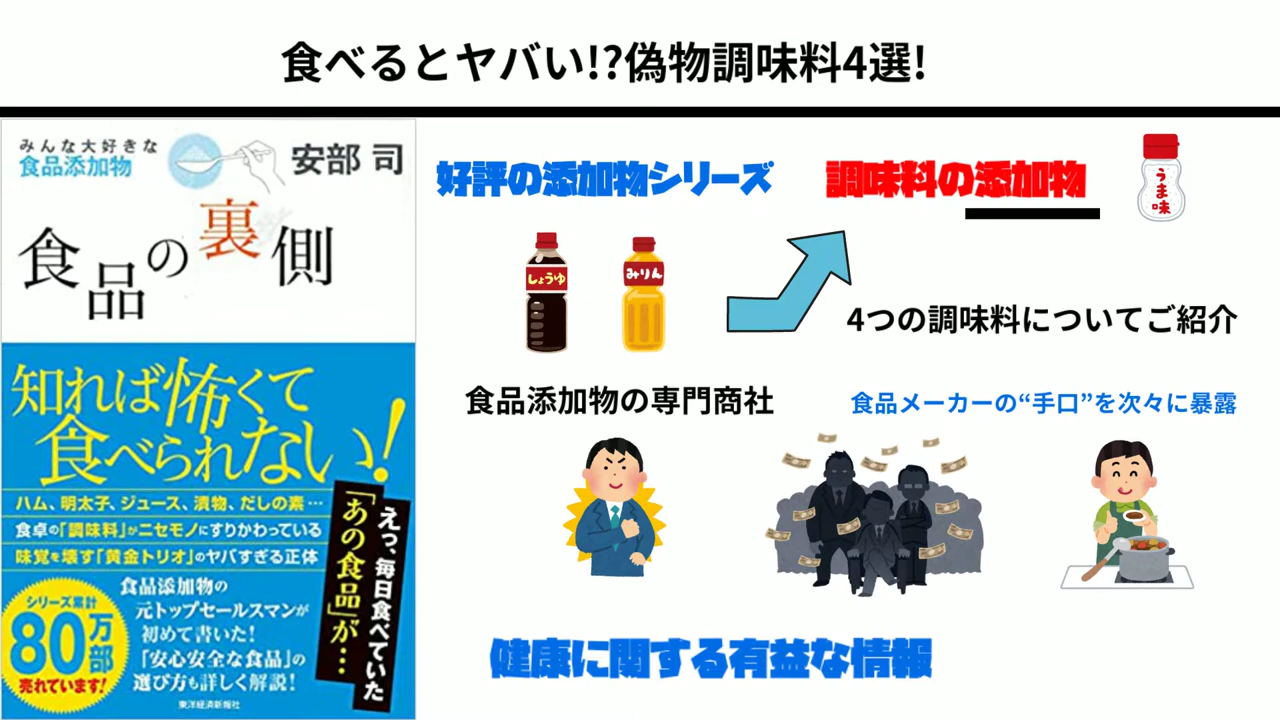 食べるとヤバい!?偽物調味料4選!
みんな大好きな
食品添加物
安部 司
食品の裏側
知れば怖くて
食べられない!
ハム、明太子、ジュース、漬物、だしの素…
食卓の「調味料」がニセモノにすりかわっている
味覚を壊す「黄金トリオ」のヤバすぎる正体
えっ、毎日食べていた
「あの食品」が…
シリーズ累計
80万部
売れています!
食品添加物の
元トップセールスマンが
初めて書いた!
「安心安全な食品」の
選び方も詳しく解説!
東洋経済新報社
好評の添加物シリーズ
調味料の添加物
うま味
しょうゆ
みりん
4つの調味料についてご紹介
食品添加物の専門商社
食品メーカーの“手口”を次々に暴露
健康に関する有益な情報